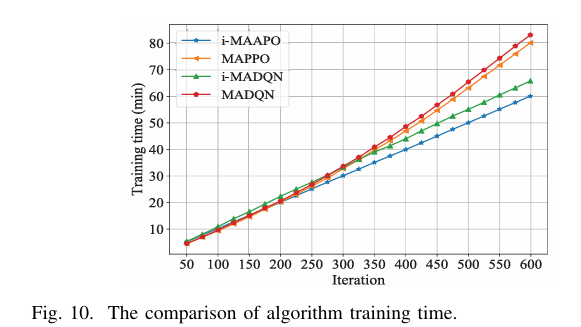 i-MAAPO
MAPPO
i-MADQN
MADQN
Training time (min)
80
70
60
50
40
30
20
10
50 100 150 200 250 300 350 400 450 500 550 600
Iteration
Fig. 10. The comparison of algorithm training time.